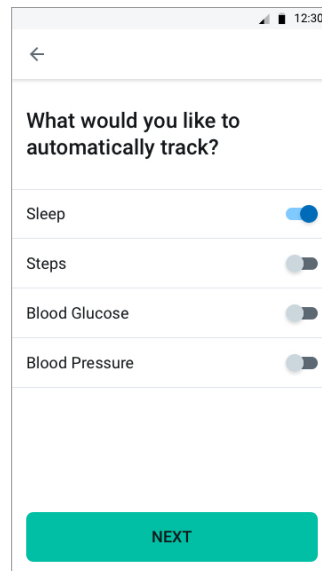 12:30
What would you like to
automatically track?
Sleep
Steps
Blood Glucose
Blood Pressure
NEXT